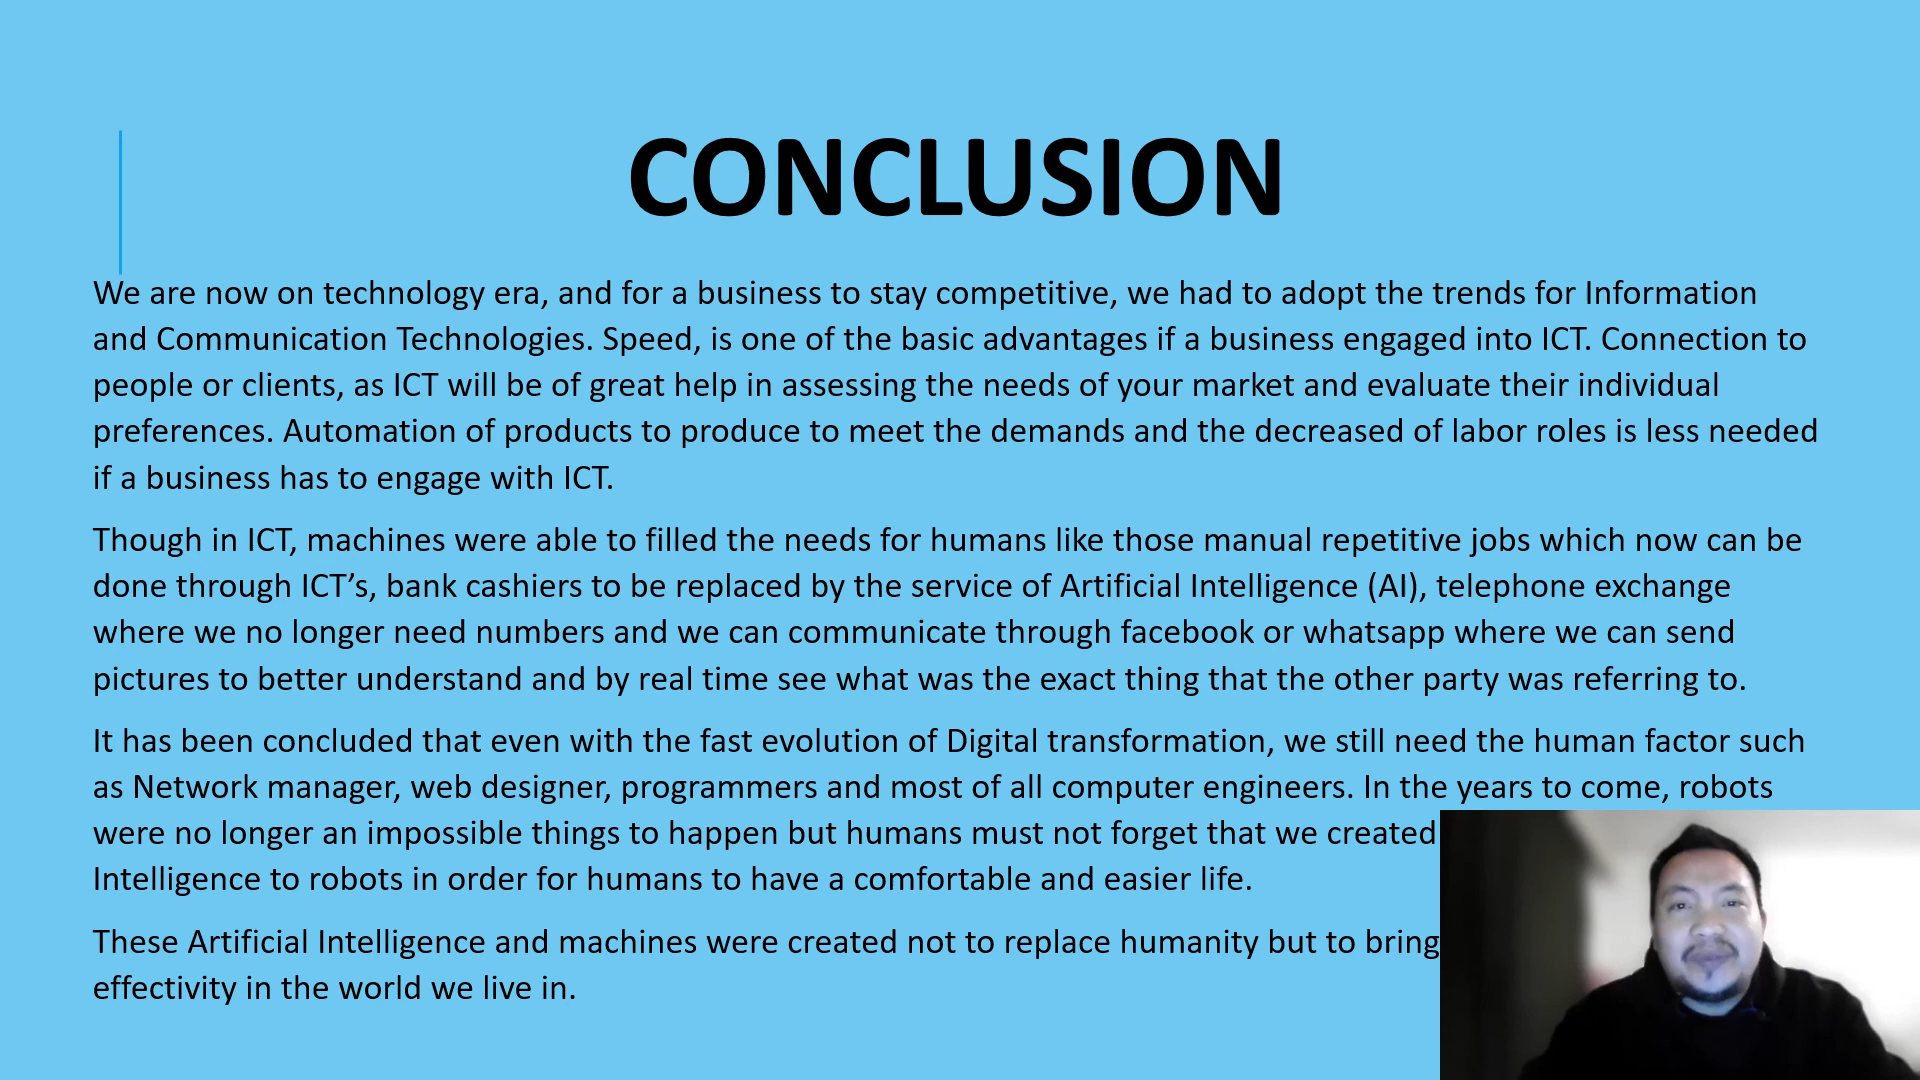 CONCLUSION
We are now on technology era, and for a business to stay competitive, we had to adopt the trends for Information
and Communication Technologies. Speed, is one of the basic advantages if a business engaged into ICT. Connection to
people or clients, as ICT will be of great help in assessing the needs of your market and evaluate their individual
preferences. Automation of products to produce to meet the demands and the decreased of labor roles is less needed
if a business has to engage with ICT.
Though in ICT, machines were able to filled the needs for humans like those manual repetitive jobs which now can be
done through ICT’s, bank cashiers to be replaced by the service of Artificial Intelligence (AI), telephone exchange
where we no longer need numbers and we can communicate through facebook or whatsapp where we can send
pictures to better understand and by real time see what was the exact thing that the other party was referring to.
It has been concluded that even with the fast evolution of Digital transformation, we still need the human factor such
as Network manager, web designer, programmers and most of all computer engineers. In the years to come, robots
were no longer an impossible things to happen but humans must not forget that we created
Intelligence to robots in order for humans to have a comfortable and easier life.
These Artificial Intelligence and machines were created not to replace humanity but to bring
effectivity in the world we live in.